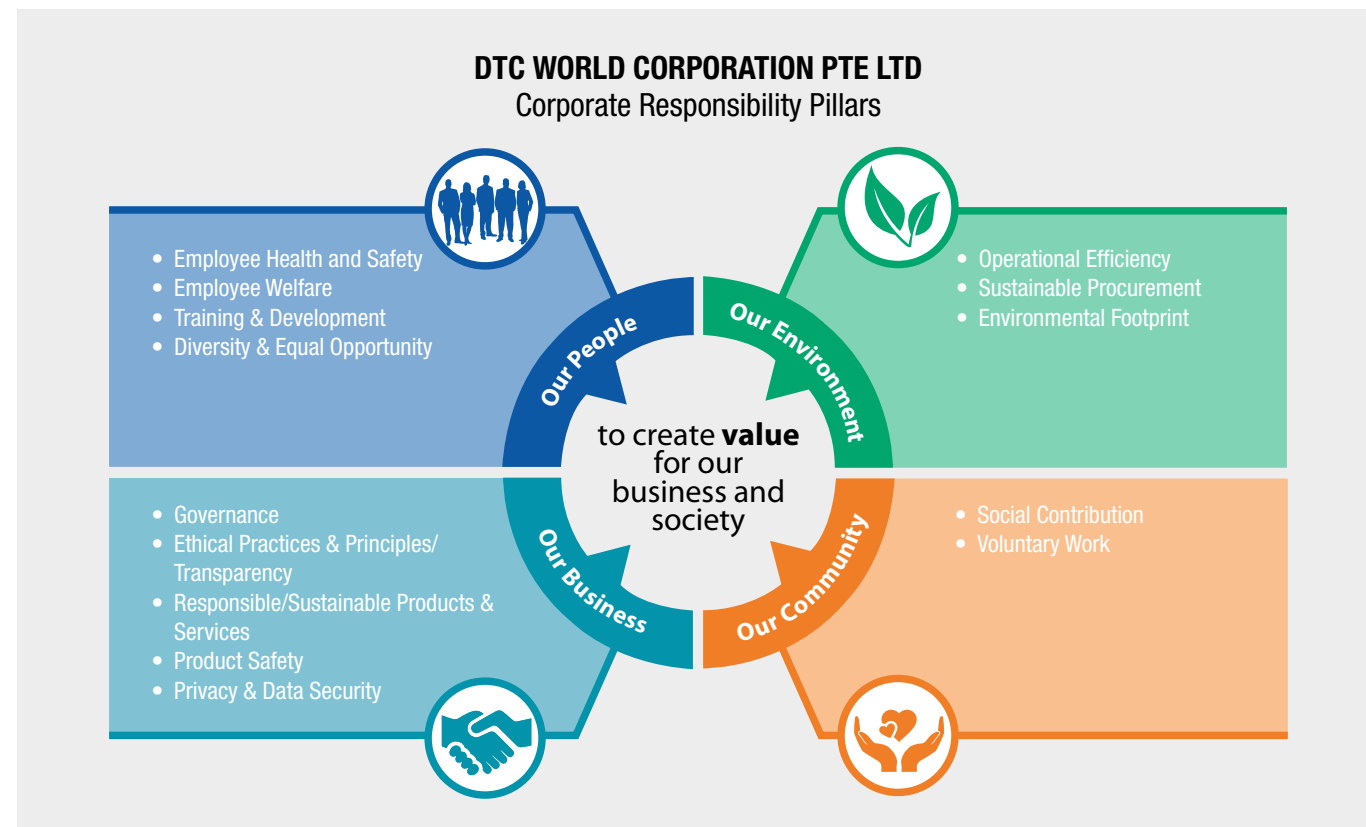 DTC WORLD CORPORATION PTE LTD
Corporate Responsibility Pillars
• Employee Health and Safety
• Employee Welfare
• Training & Development
• Diversity & Equal Opportunity
Our People
Our Environment
• Operational Efficiency
• Sustainable Procurement
• Environmental Footprint
to create value
for our
business and
society
• Governance
• Ethical Practices & Principles/
Transparency
• Responsible/Sustainable Products &
Services
• Product Safety
• Privacy & Data Security
Our Business
Our Community
• Social Contribution
• Voluntary Work